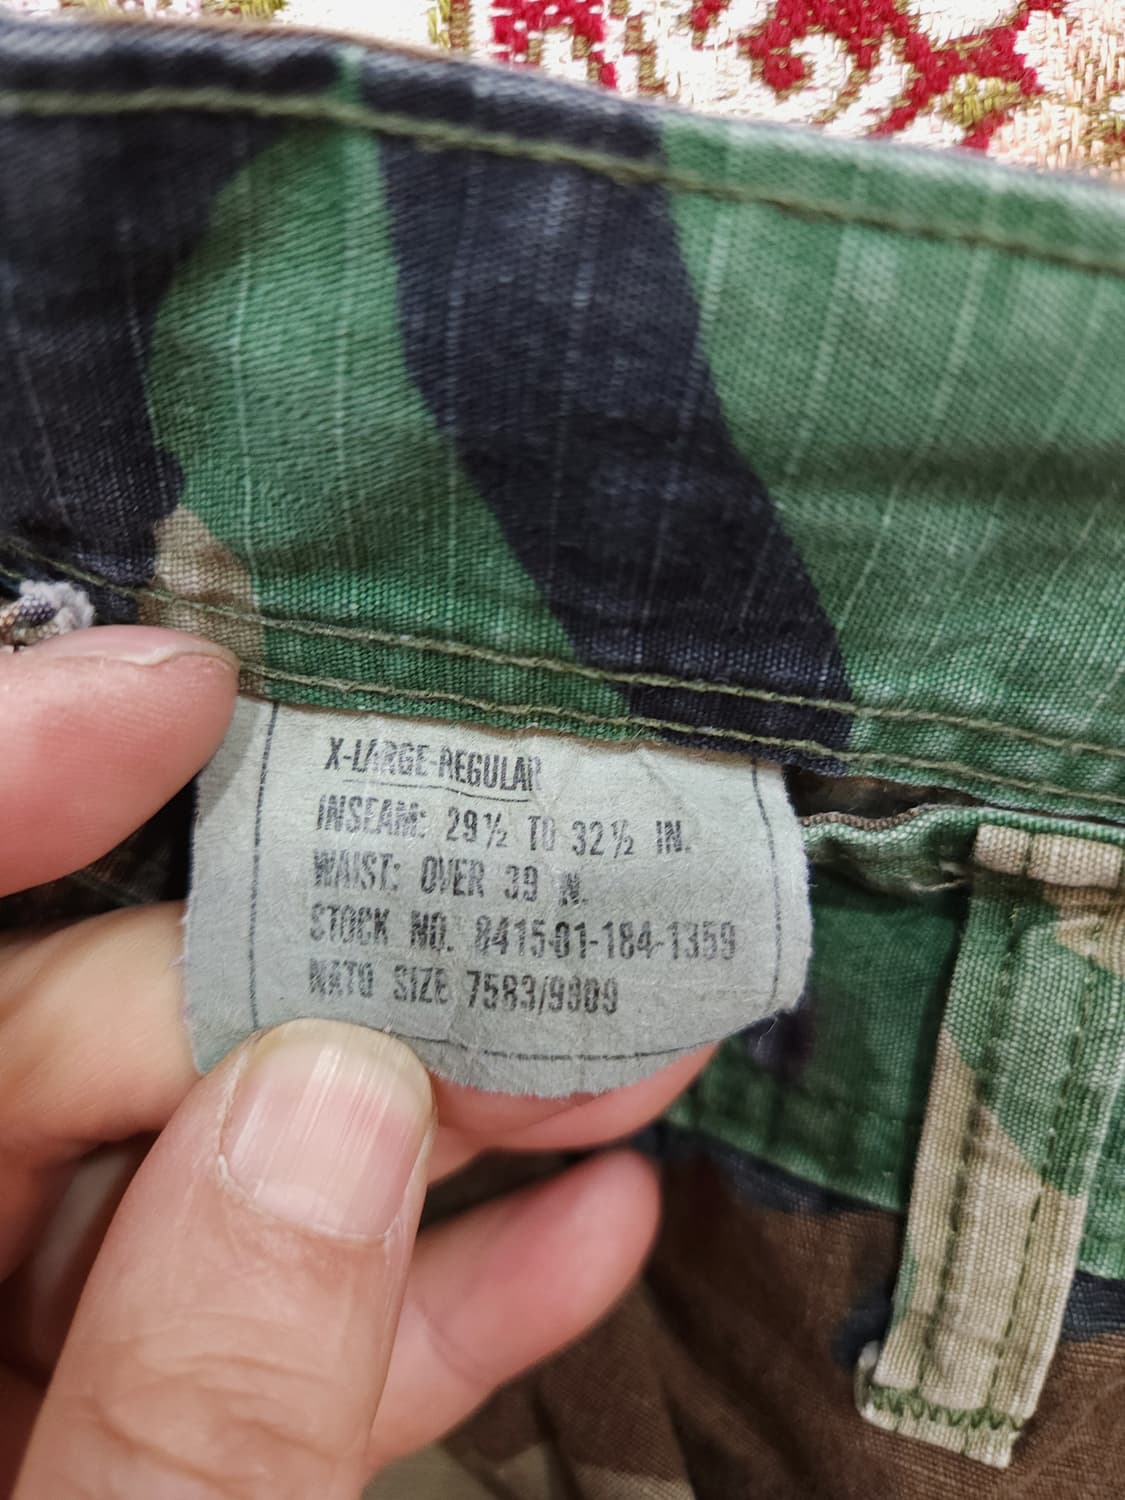 X-LARGE-REGULAR
INSEAM: 29½ TO 32½ IN.
WAIST: OVER 39 IN.
STOCK NO. 8415-01-184-1359
NATO SIZE 7583/9909